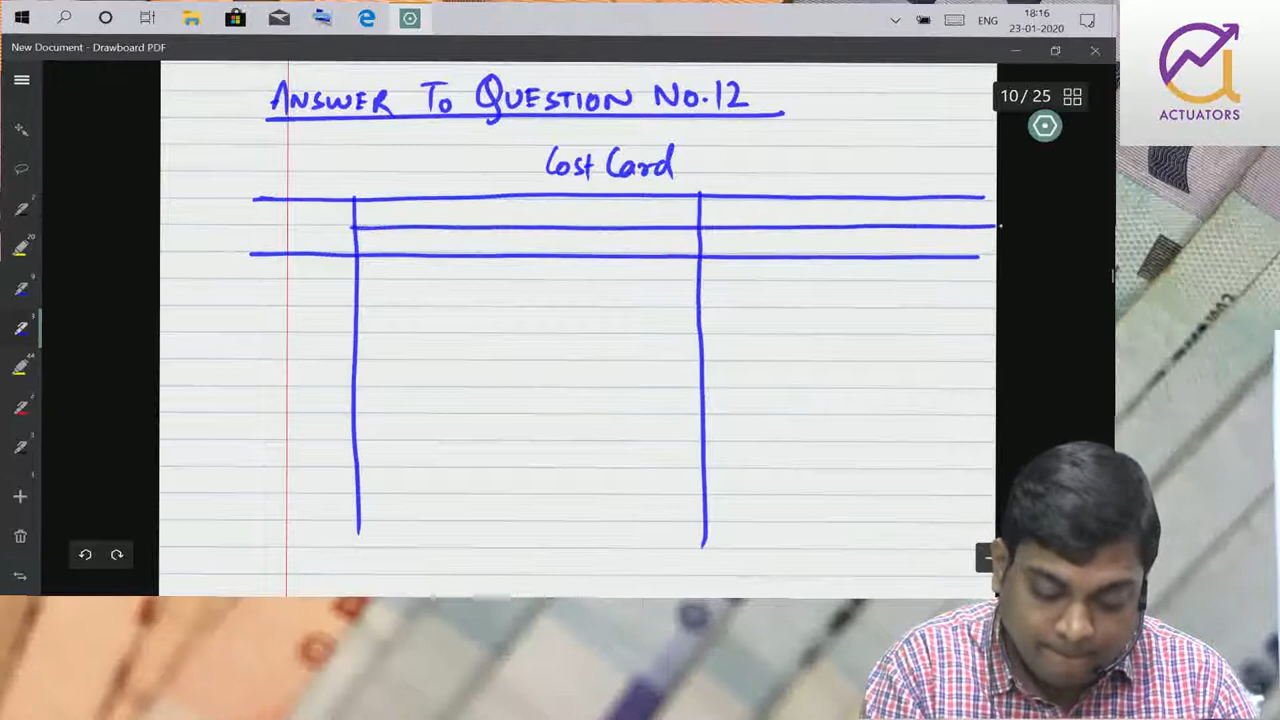 18:16
ENG
23-01-2020
New Document - Drawboard PDF
ACTUATORS
ANSWER TO QUESTION NO.12
10 / 25
Cost Card